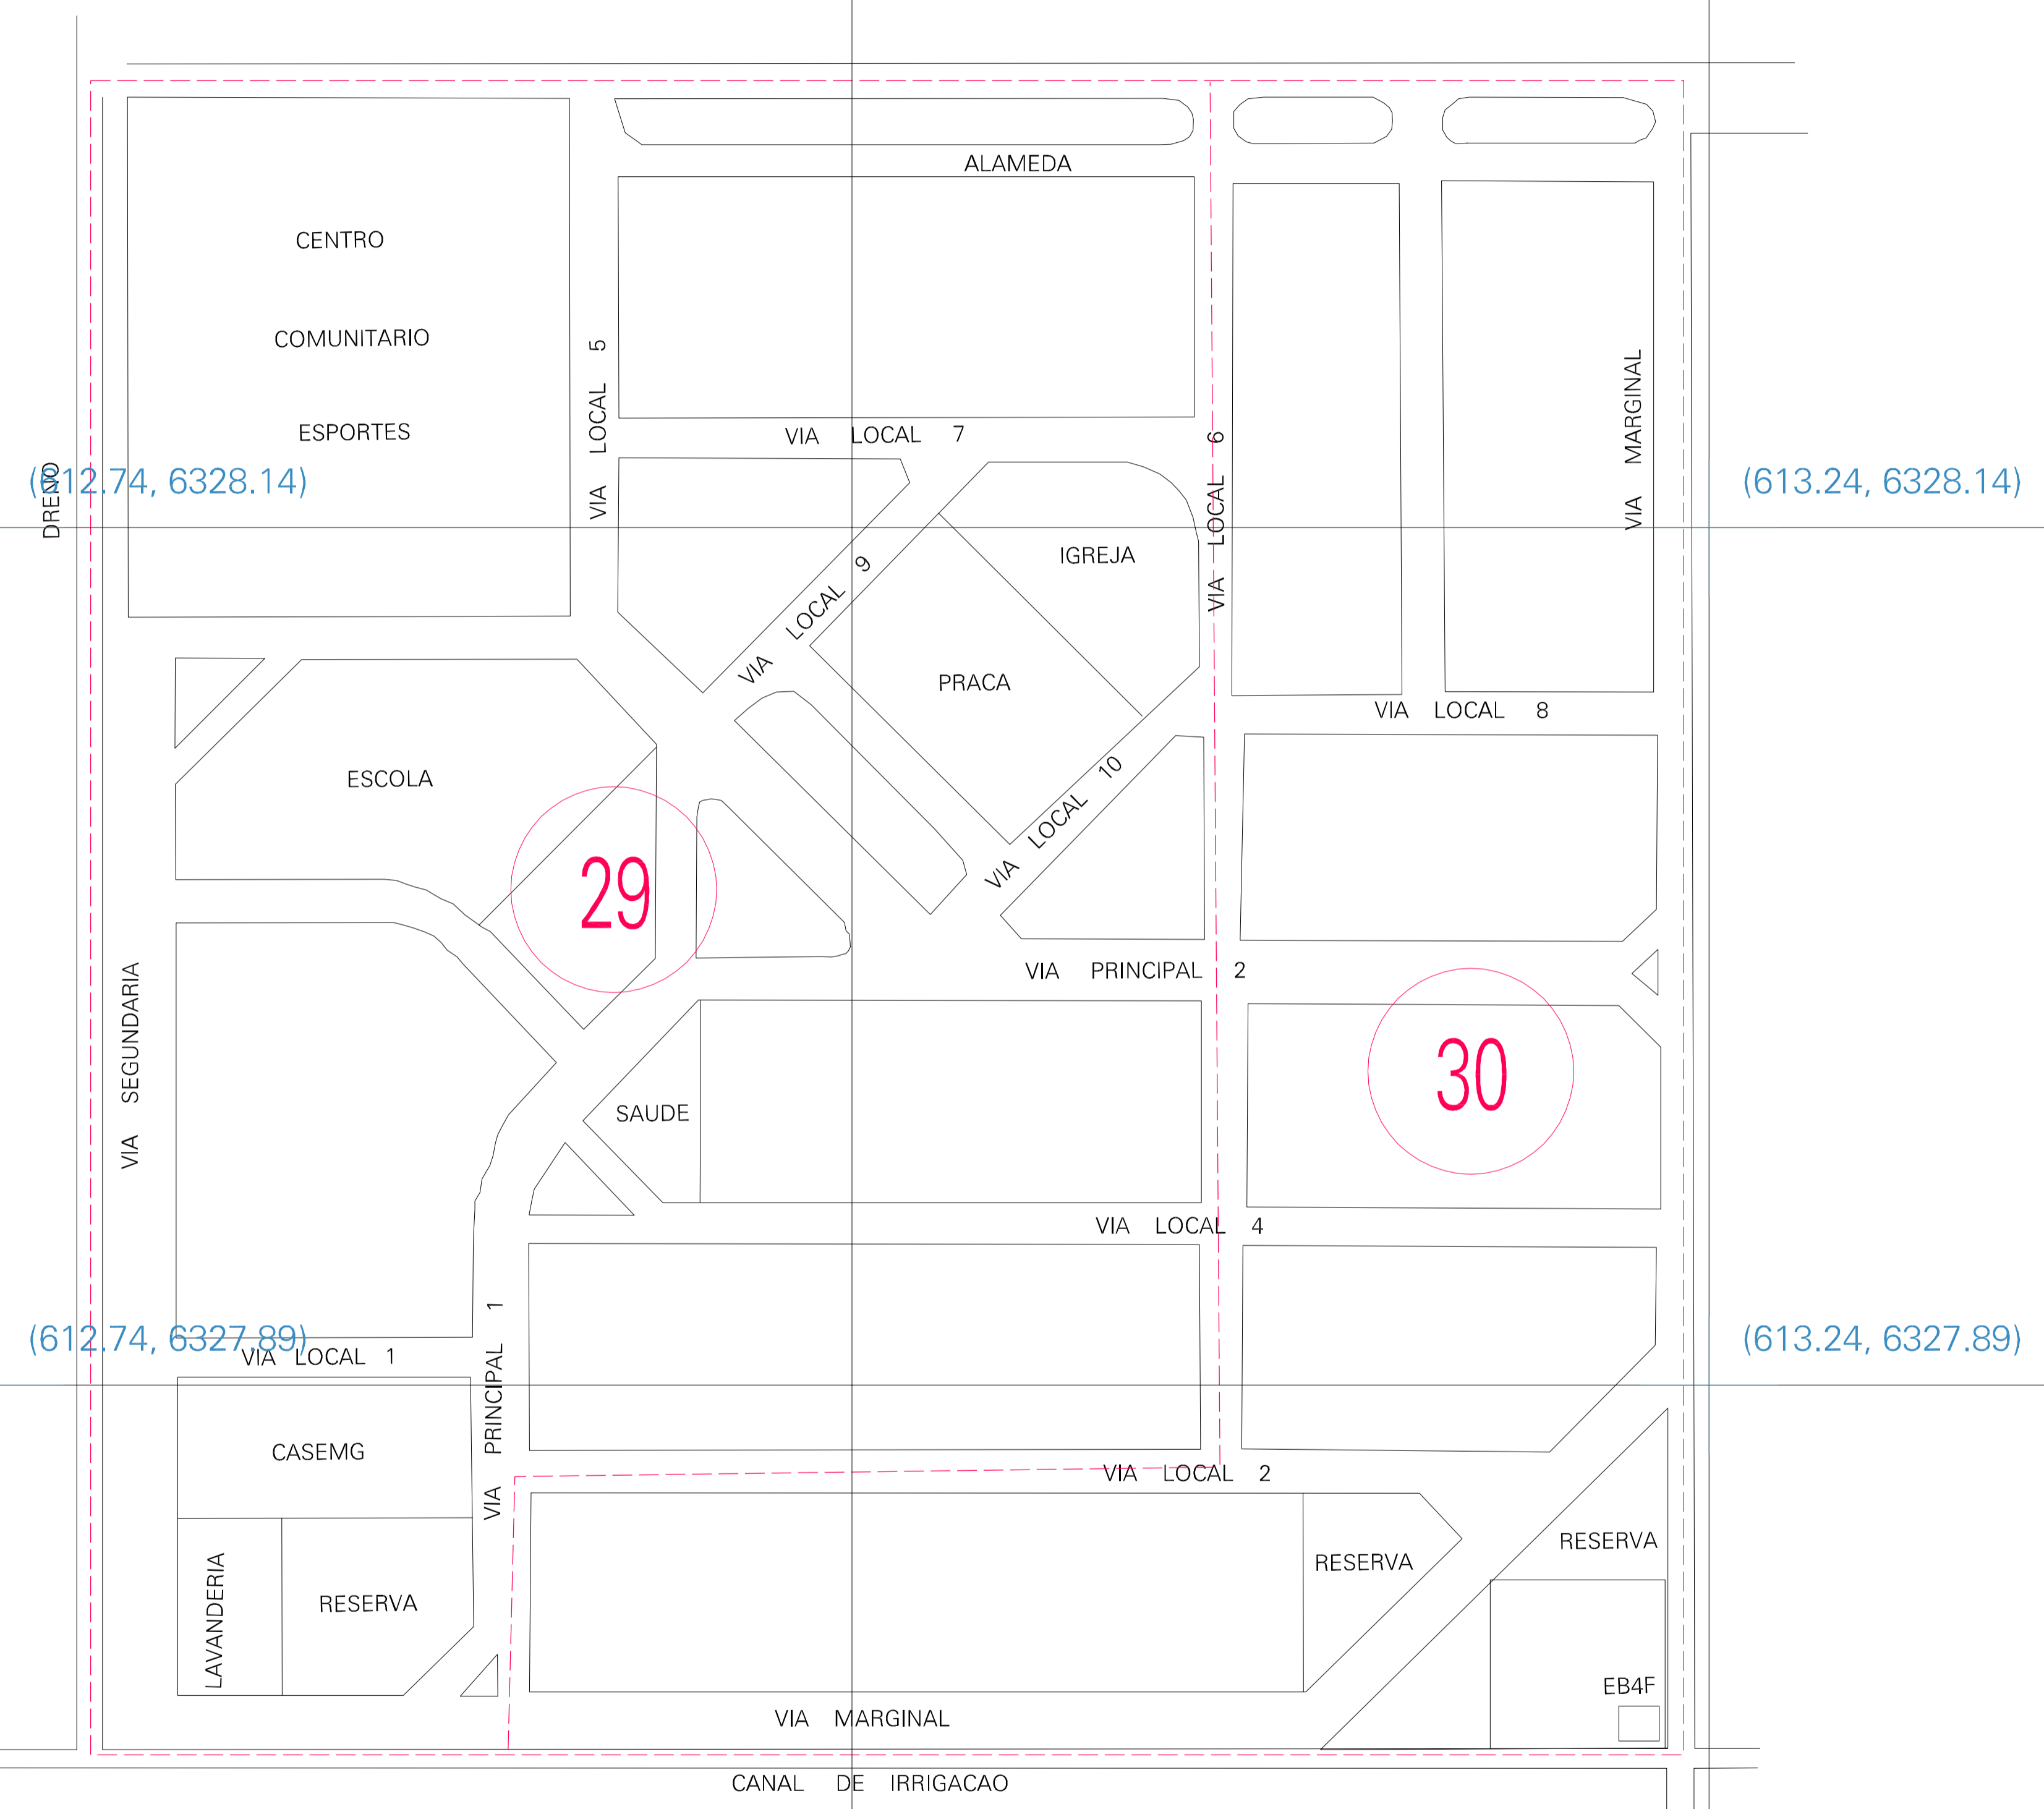 ALAMEDA
CENTRO
COMUNITARIO
ESPORTES
VIA LOCAL 5
VIA LOCAL 7
VIA LOCAL 6
VIA MARGINAL
DRENO
(612.74, 6328.14)
(613.24, 6328.14)
IGREJA
VIA LOCAL 9
PRACA
VIA LOCAL 8
ESCOLA
VIA LOCAL 10
29
VIA PRINCIPAL 2
30
VIA SEGUNDARIA
SAUDE
VIA LOCAL 4
(612.74, 6327.89)
(613.24, 6327.89)
VIA LOCAL 1
VIA PRINCIPAL 1
CASEMG
VIA LOCAL 2
RESERVA
RESERVA
LAVANDERIA
RESERVA
EB4F
VIA MARGINAL
CANAL DE IRRIGACAO